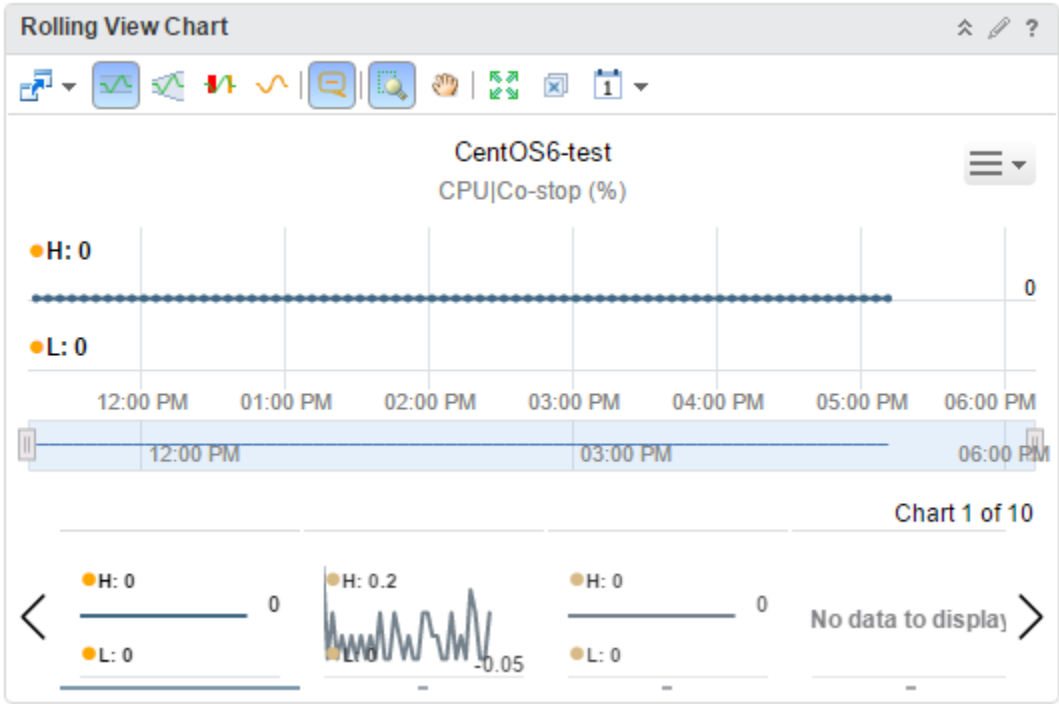 Rolling View Chart ?
1
CentOS6-test
CPU|Co-stop (%)
H: 0
0
L: 0
12:00 PM 01:00 PM 02:00 PM 03:00 PM 04:00 PM 05:00 PM 06:00 PM
12:00 PM 03:00 PM 06:00 PM
Chart 1 of 10
H: 0 H: 0.2 H: 0
0 0 No data to display
L: 0 L: 0 -0.05 L: 0
- - -